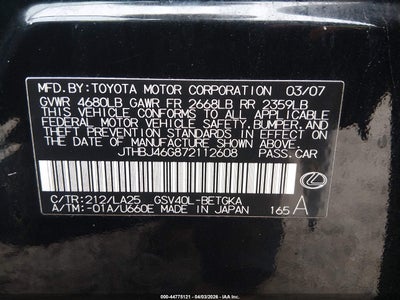 MFD.BY:TOYOTA MOTOR CORPORATION 03/07
GVWR 4680LB GAWR FR 2668LB RR 2359LB
THIS VEHICLE CONFORMS TO ALL APPLICABLE
FEDERAL MOTOR VEHICLE SAFETY, BUMPER, AND
THEFT PREVENTION STANDARDS IN EFFECT ON
THE DATE OF MANUFACTURE SHOWN ABOVE.
JTHBJ46G872112608 PASS.CAR
C/TR:212/LA25 GSV40L-BETGKA
A/TM:-01A/U660E MADE IN JAPAN 165 A
000-44775121 - 04/03/2026 - IAA